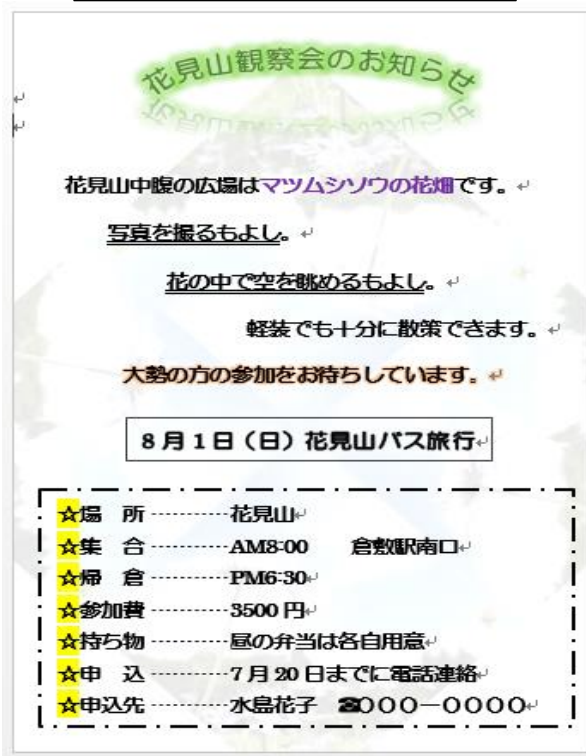 花見山観察会のお知らせ
花見山中腹の広場はマツムシソウの花畑です。
写真を撮るもよし。
花の中で空を眺めるもよし。
軽装でも十分に散策できます。
大勢の方の参加をお待ちしています。
8月1日（日）花見山バス旅行
☆場　所…………花見山
☆集　合…………AM8:00　　倉敷駅南口
☆帰　倉…………PM6:30
☆参加費…………3500円
☆持ち物…………昼の弁当は各自用意
☆申　込…………7月20日までに電話連絡
☆申込先…………水島花子　☎○○○－○○○○